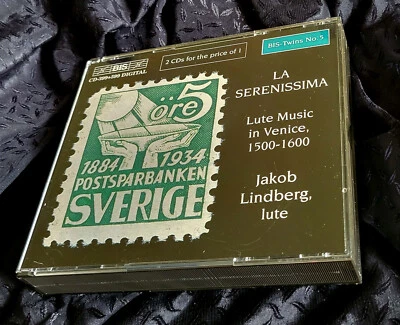 BIS
CD-399+599 DIGITAL
2 CDs for the price of 1
BIS-Twins No 5
LA
SERENISSIMA
Lute Music
in Venice,
1500-1600
Jakob
Lindberg,
lute
öre 5
1884 1934
POSTSPARBANKEN
SVERIGE